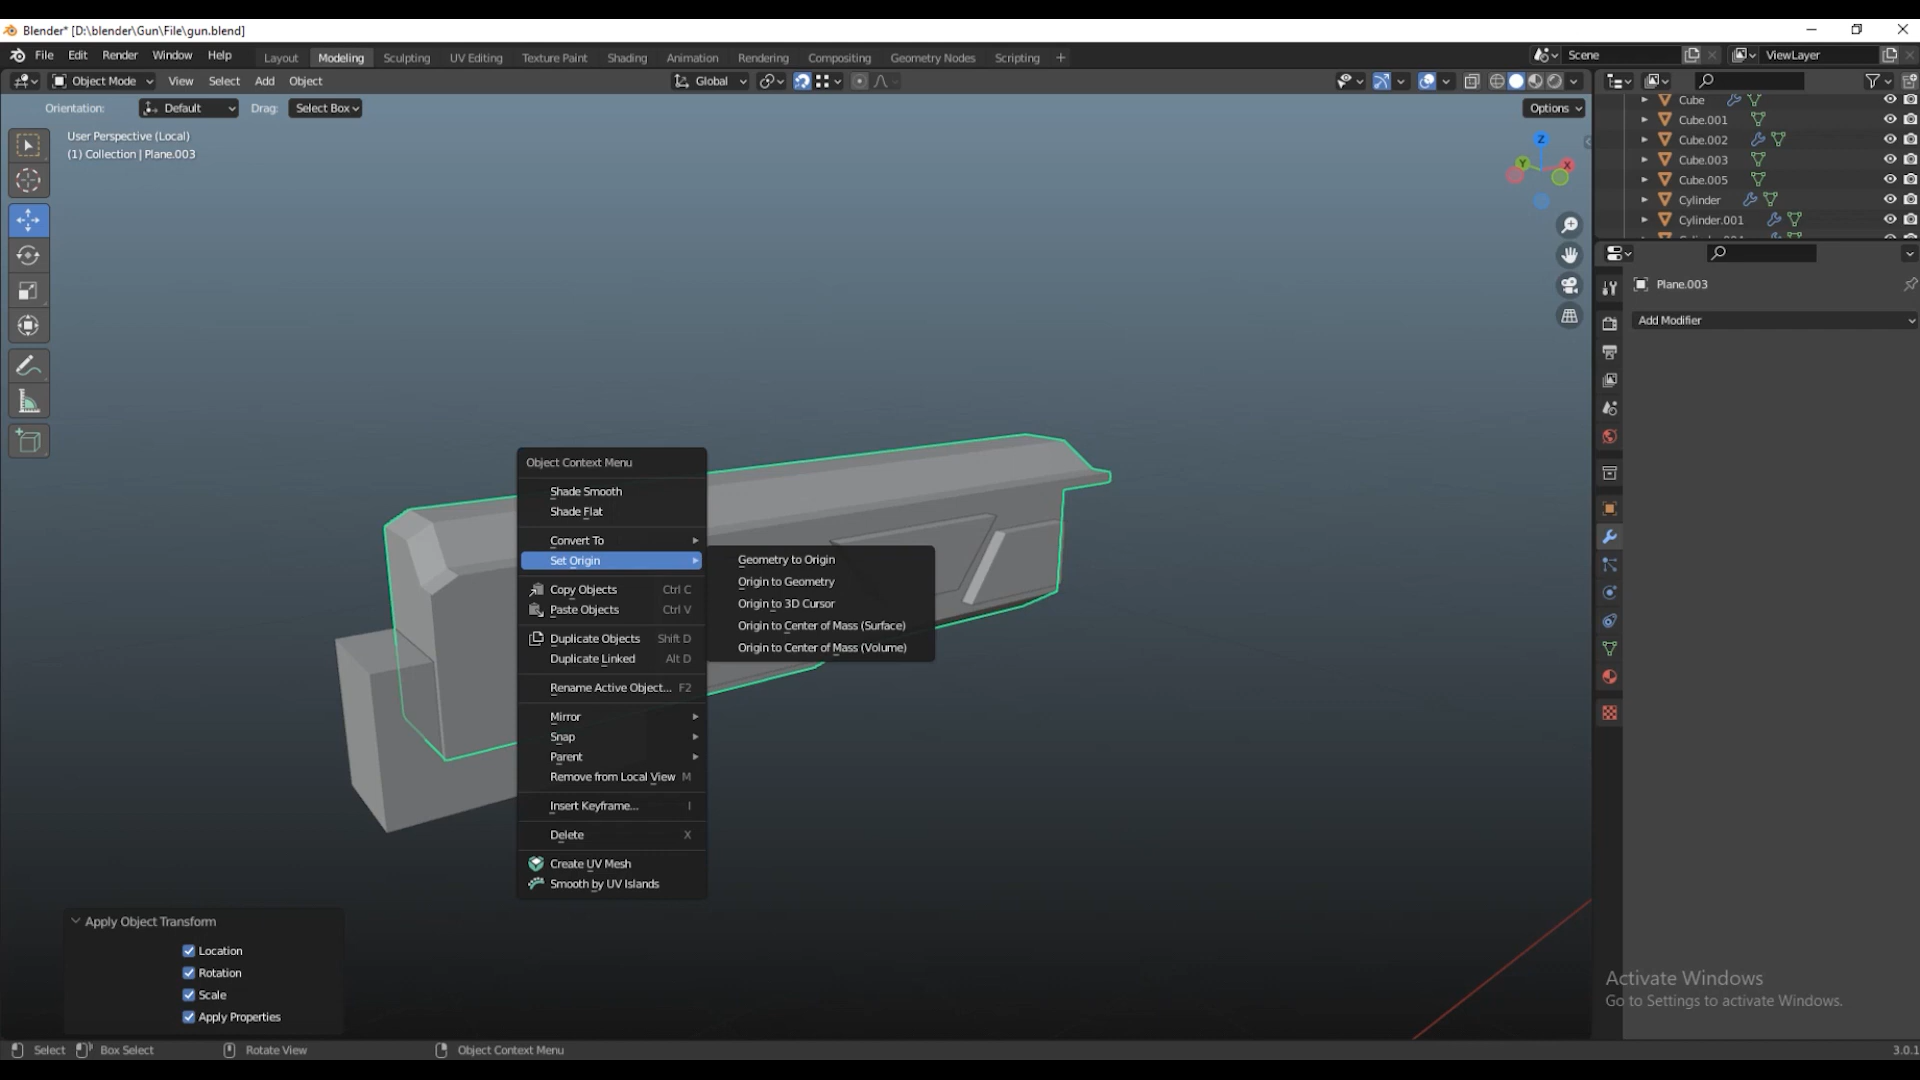 Blender* [D:\blender\Gun\File\gun.blend]
File Edit Render Window Help Layout Modeling Sculpting UV Editing Texture Paint Shading Animation Rendering Compositing Geometry Nodes Scripting + Scene ViewLayer
Object Mode View Select Add Object Global
Orientation: Default Drag: Select Box Options
User Perspective (Local)
(1) Collection | Plane.003
Z
Y
X
Cube
Cube.001
Cube.002
Cube.003
Cube.005
Cylinder
Cylinder.001
Plane.003
Add Modifier
Object Context Menu
Shade Smooth
Shade Flat
Convert To
Set Origin
Copy Objects Ctrl C
Paste Objects Ctrl V
Duplicate Objects Shift D
Duplicate Linked Alt D
Rename Active Object... F2
Mirror
Snap
Parent
Remove from Local View M
Insert Keyframe... I
Delete X
Create UV Mesh
Smooth by UV Islands
Geometry to Origin
Origin to Geometry
Origin to 3D Cursor
Origin to Center of Mass (Surface)
Origin to Center of Mass (Volume)
Apply Object Transform
Location
Rotation
Scale
Apply Properties
Activate Windows
Go to Settings to activate Windows.
Select Box Select Rotate View Object Context Menu 3.0.1